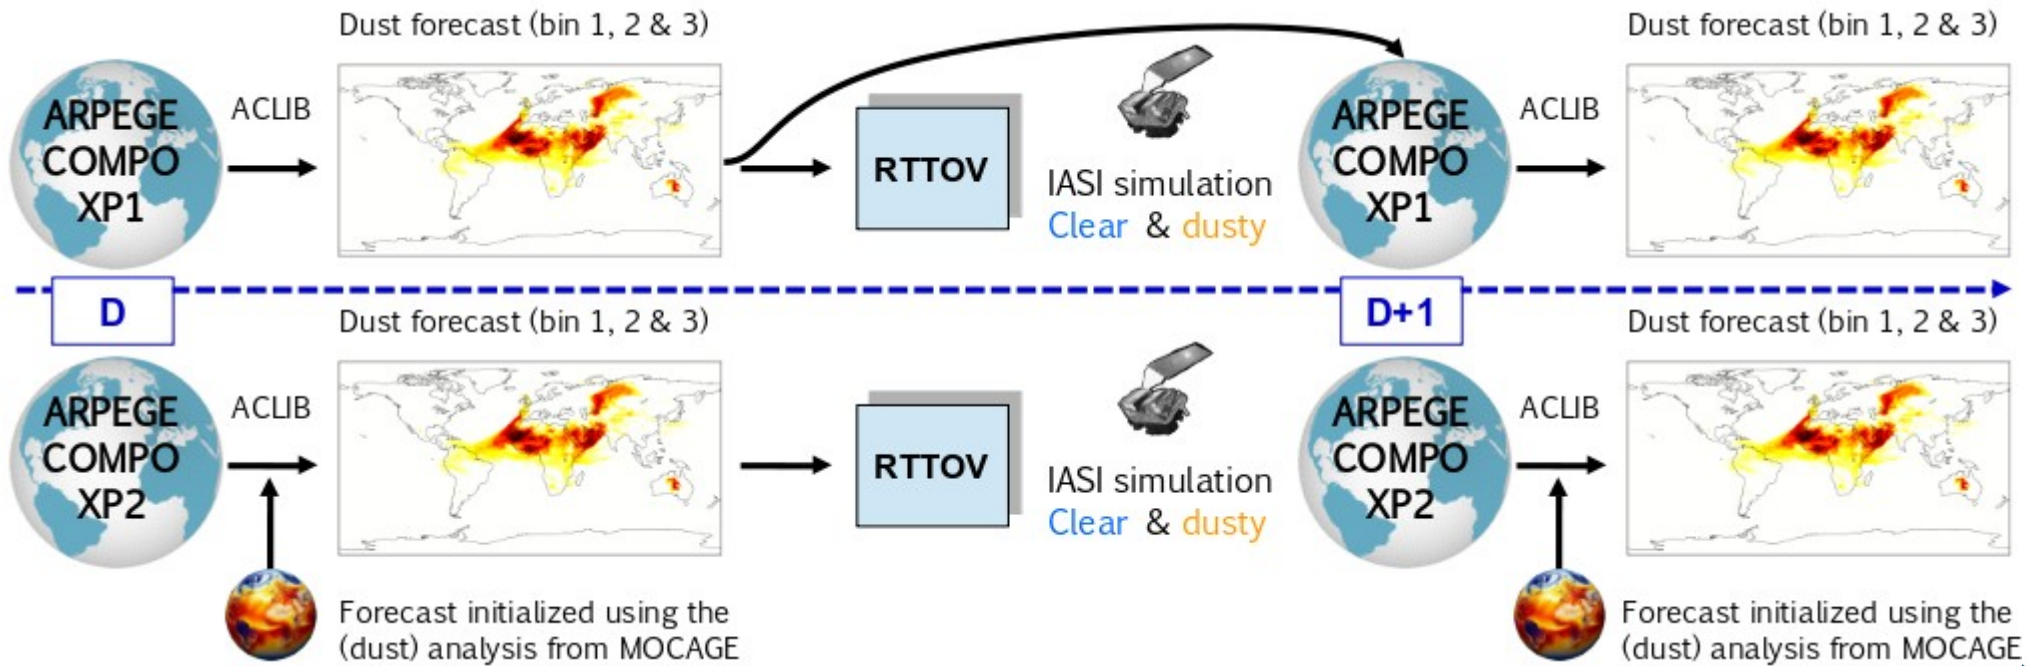 Dust forecast (bin 1, 2 & 3)
Dust forecast (bin 1, 2 & 3)
ARPEGE
COMPO
XP1
ACLIB
RTTOV
IASI simulation
Clear & dusty
ARPEGE
COMPO
XP1
ACLIB
D
D+1
Dust forecast (bin 1, 2 & 3)
Dust forecast (bin 1, 2 & 3)
ARPEGE
COMPO
XP2
ACLIB
RTTOV
IASI simulation
Clear & dusty
ARPEGE
COMPO
XP2
ACLIB
Forecast initialized using the
(dust) analysis from MOCAGE
Forecast initialized using the
(dust) analysis from MOCAGE